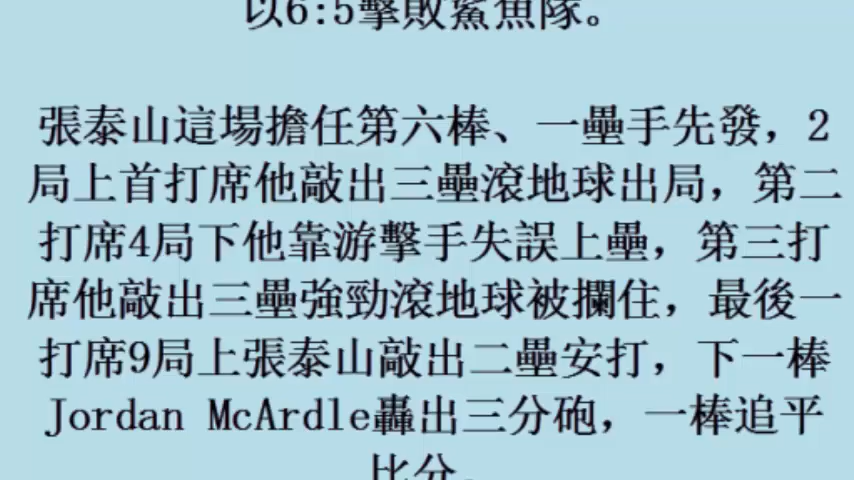 以6:5擊敗鯊魚隊。
張泰山這場擔任第六棒、一壘手先發，2
局上首打席他敲出三壘滾地球出局，第二
打席4局下他靠游擊手失誤上壘，第三打
席他敲出三壘強勁滾地球被攔住，最後一
打席9局上張泰山敲出二壘安打，下一棒
Jordan McArdle轟出三分砲，一棒追平
比分。